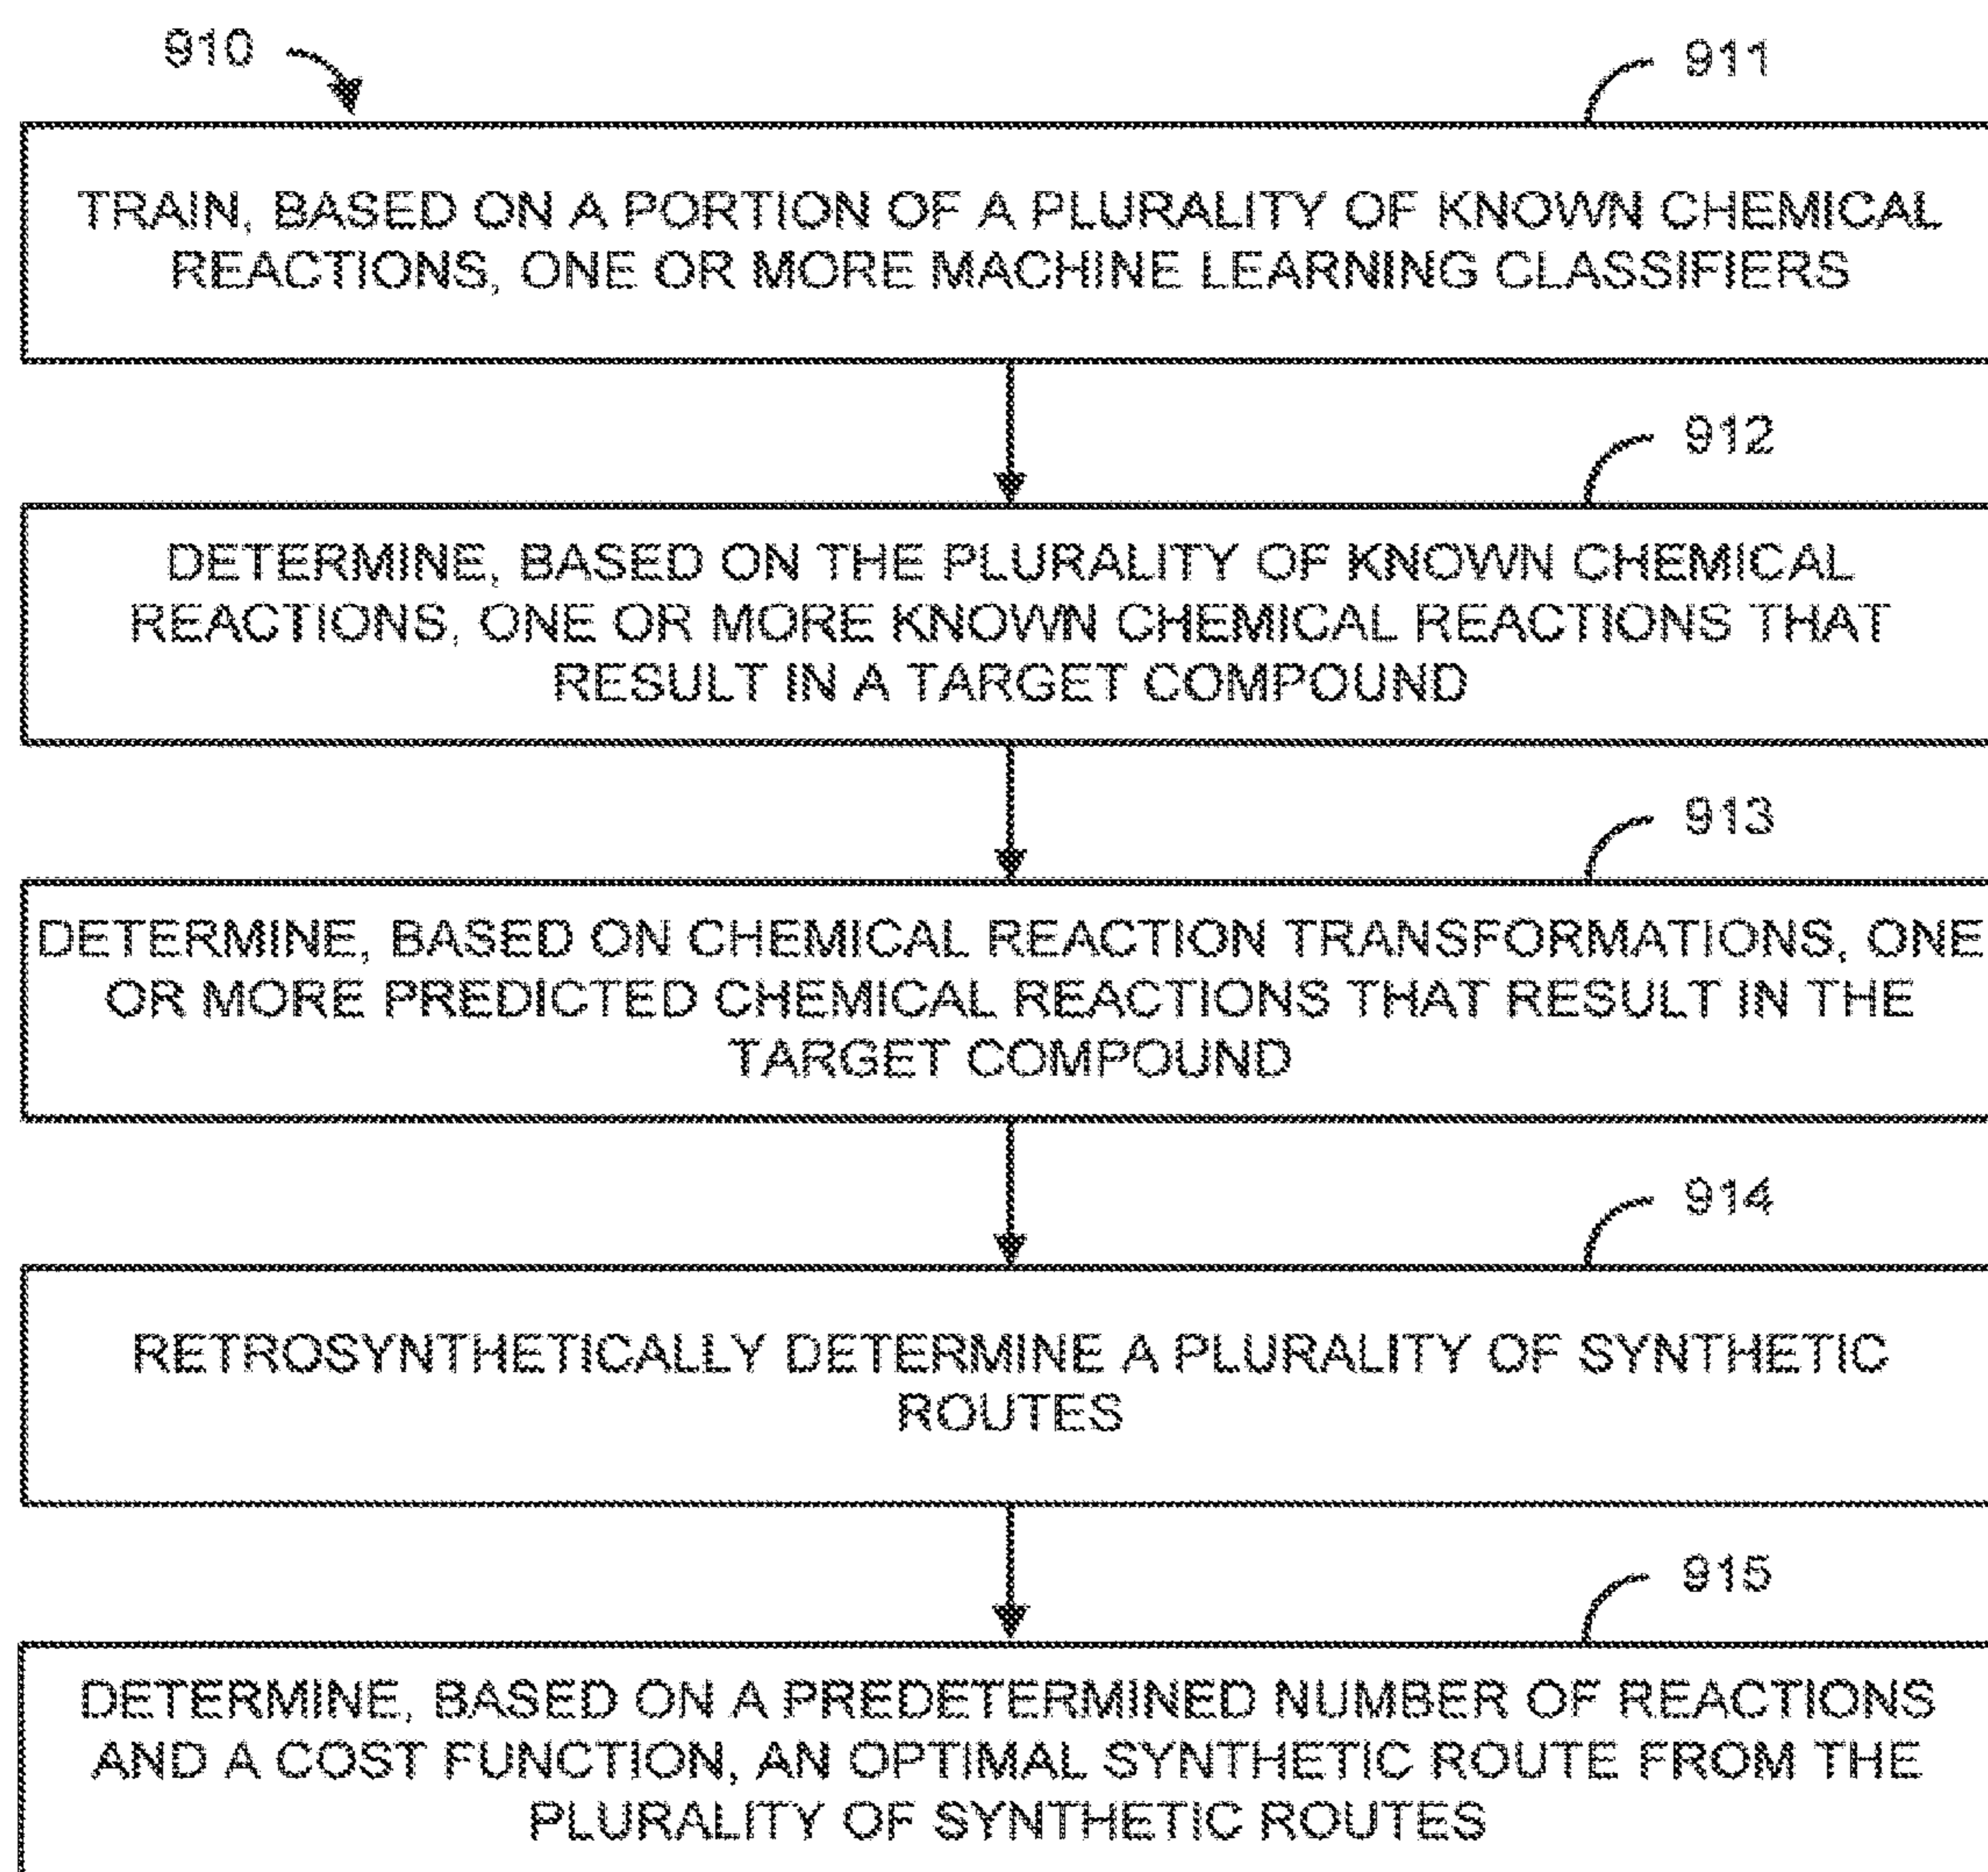 910
911
TRAIN, BASED ON A PORTION OF A PLURALITY OF KNOWN CHEMICAL
REACTIONS, ONE OR MORE MACHINE LEARNING CLASSIFIERS
912
DETERMINE, BASED ON THE PLURALITY OF KNOWN CHEMICAL
REACTIONS, ONE OR MORE KNOWN CHEMICAL REACTIONS THAT
RESULT IN A TARGET COMPOUND
913
DETERMINE, BASED ON CHEMICAL REACTION TRANSFORMATIONS, ONE
OR MORE PREDICTED CHEMICAL REACTIONS THAT RESULT IN THE
TARGET COMPOUND
914
RETROSYNTHETICALLY DETERMINE A PLURALITY OF SYNTHETIC
ROUTES
915
DETERMINE, BASED ON A PREDETERMINED NUMBER OF REACTIONS
AND A COST FUNCTION, AN OPTIMAL SYNTHETIC ROUTE FROM THE
PLURALITY OF SYNTHETIC ROUTES